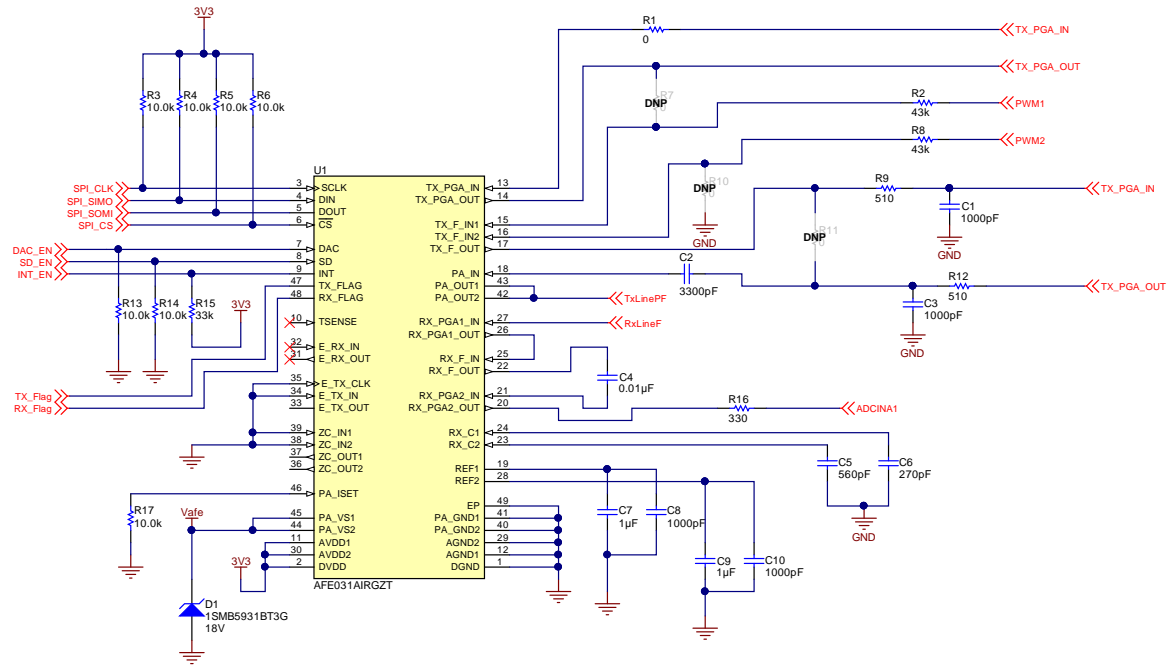 3V3
R1
0
TX_PGA_IN
TX_PGA_OUT
R3
10.0k
R4
10.0k
R5
10.0k
R6
10.0k
DNP
R7
R2
43k
PWM1
R8
43k
PWM2
U1
SPI_CLK
SPI_SIMO
SPI_SOMI
SPI_CS
3 SCLK
4 DIN
5 DOUT
6 CS
7 DAC
8 SD
9 INT
47 TX_FLAG
48 RX_FLAG
10 TSENSE
32 E_RX_IN
31 E_RX_OUT
35 E_TX_CLK
34 E_TX_IN
33 E_TX_OUT
39 ZC_IN1
38 ZC_IN2
37 ZC_OUT1
36 ZC_OUT2
46 PA_ISET
45 PA_VS1
44 PA_VS2
11 AVDD1
30 AVDD2
2 DVDD
TX_PGA_IN 13
TX_PGA_OUT 14
TX_F_IN1 15
TX_F_IN2 16
TX_F_OUT 17
PA_IN 18
PA_OUT1 43
PA_OUT2 42
RX_PGA1_IN 27
RX_PGA1_OUT 26
RX_F_IN 25
RX_F_OUT 22
RX_PGA2_IN 21
RX_PGA2_OUT 20
RX_C1 24
RX_C2 23
REF1 19
REF2 28
EP 49
PA_GND1 41
PA_GND2 40
AGND2 29
AGND1 12
DGND 1
AFE031AIRGZT
DAC_EN
SD_EN
INT_EN
R13
10.0k
R14
10.0k
R15
33k
3V3
TX_Flag
RX_Flag
R17
10.0k
Vafe
3V3
D1
1SMB5931BT3G
18V
DNP
R10
GND
R9
510
TX_PGA_IN
C1
1000pF
GND
DNP
R11
C2
3300pF
R12
510
TX_PGA_OUT
C3
1000pF
GND
TxLinePF
RxLineF
C4
0.01µF
R16
330
ADCINA1
C5
560pF
C6
270pF
GND
C7
1µF
C8
1000pF
C9
1µF
C10
1000pF